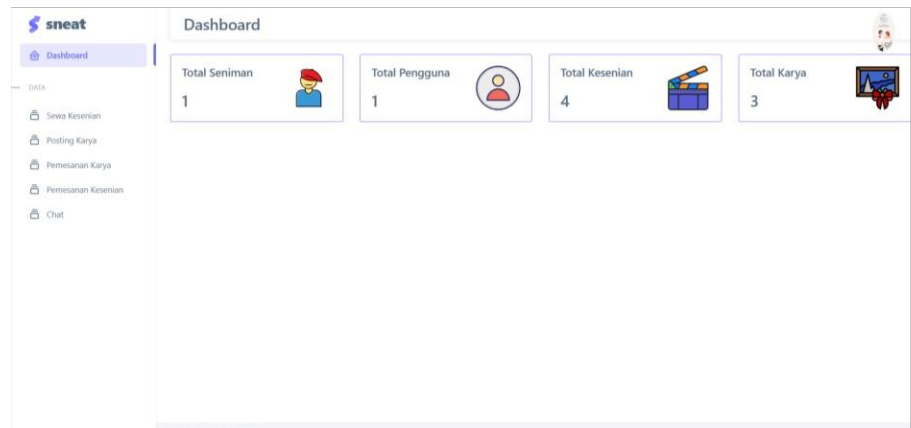 sneat
Dashboard
DATA
Sewa Kesenian
Posting Karya
Pemesanan Karya
Pemesanan Kesenian
Chat
Dashboard
Total Seniman
1
Total Pengguna
1
Total Kesenian
4
Total Karya
3